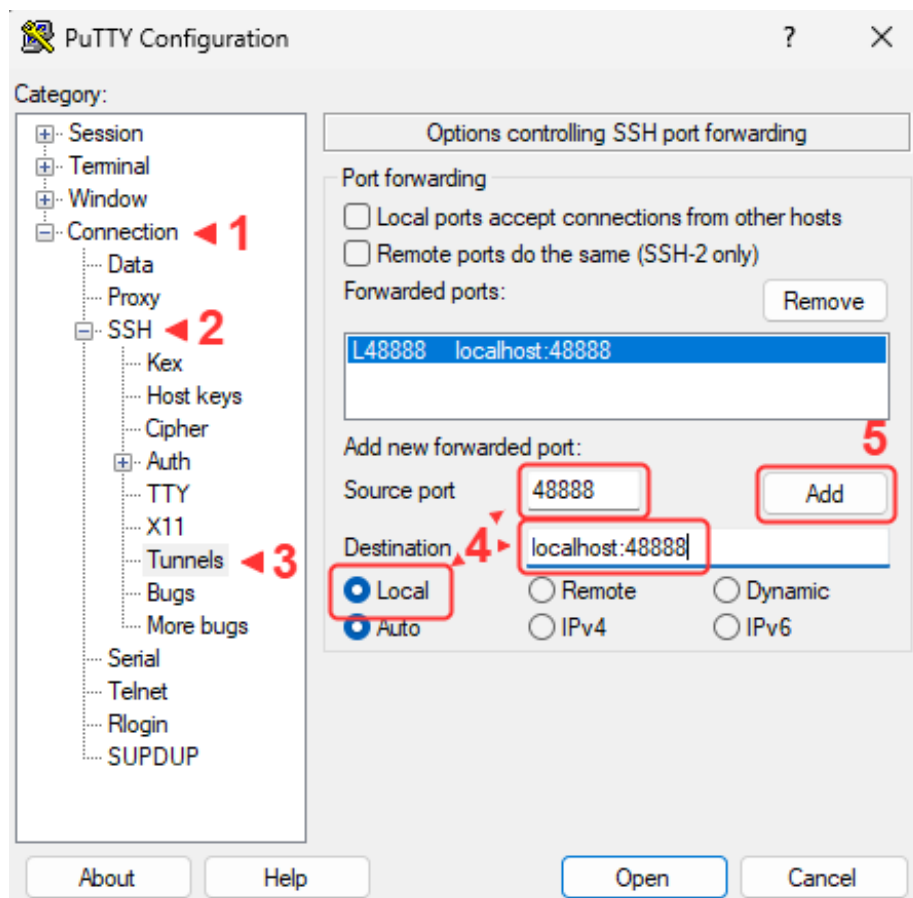 PuTTY Configuration ? ×
Category:
Session
Terminal
Window
Connection 1
Data
Proxy
SSH 2
Kex
Host keys
Cipher
Auth
TTY
X11
Tunnels 3
Bugs
More bugs
Serial
Telnet
Rlogin
SUPDUP
Options controlling SSH port forwarding
Port forwarding
Local ports accept connections from other hosts
Remote ports do the same (SSH-2 only)
Forwarded ports:
Remove
L48888 localhost:48888
Add new forwarded port:
5
Source port 48888 Add
Destination 4 localhost:48888
Local Remote Dynamic
Auto IPv4 IPv6
About Help Open Cancel